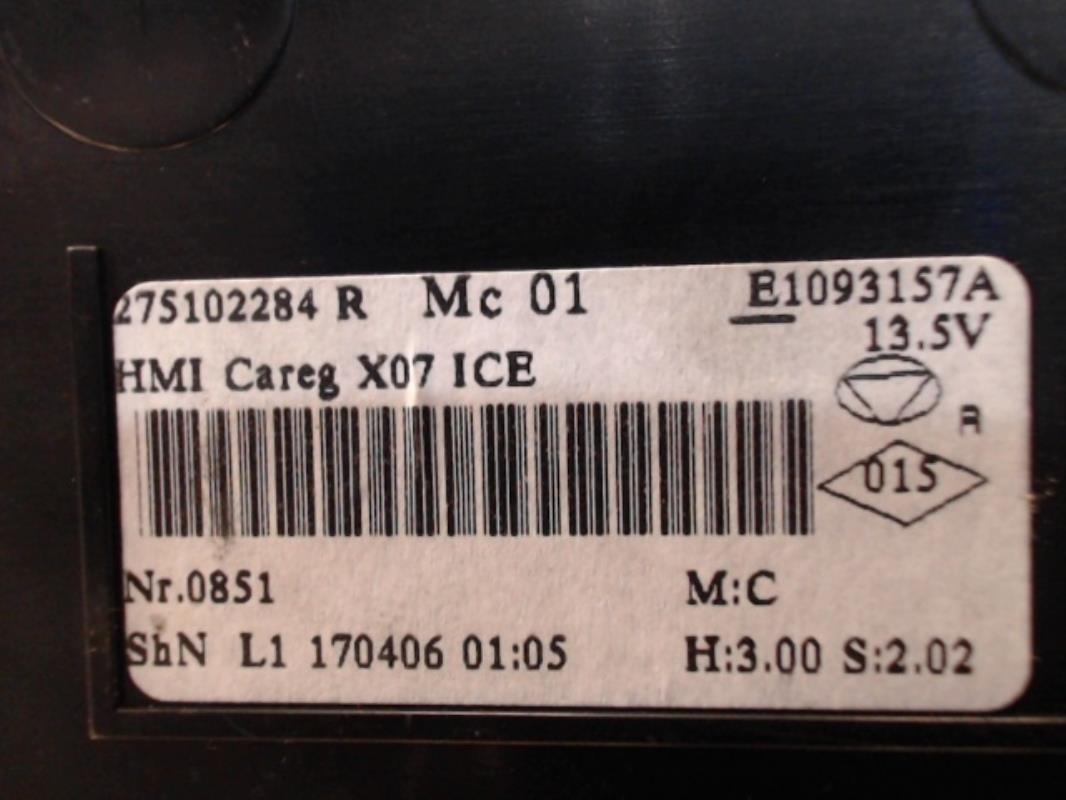 275102284 R Mc 01 E1093157A
13.5V
HMI Careg X07 ICE
R
015
Nr.0851 M:C
ShN L1 170406 01:05 H:3.00 S:2.02